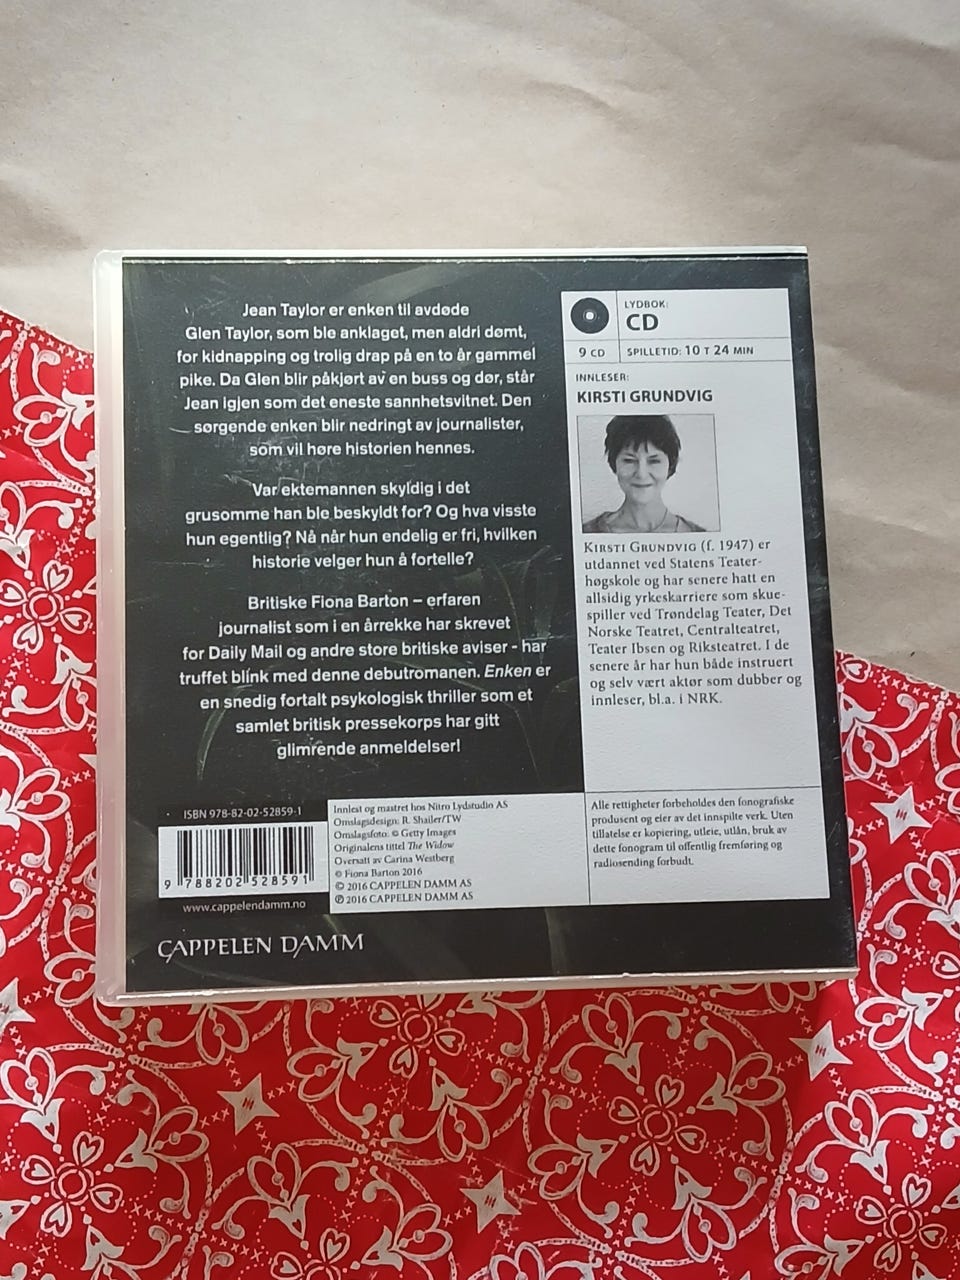 Jean Taylor er enken til avdøde
Glen Taylor, som ble anklaget, men aldri dømt,
for kidnapping og trolig drap på en to år gammel
pike. Da Glen blir påkjørt av en buss og dør, står
Jean igjen som det eneste sannhetsvitnet. Den
sørgende enken blir nedringt av journalister,
som vil høre historien hennes.
Var ektemannen skyldig i det
grusomme han ble beskyldt for? Og hva visste
hun egentlig? Nå når hun endelig er fri, hvilken
historie velger hun å fortelle?
Britiske Fiona Barton – erfaren
journalist som i en årrekke har skrevet
for Daily Mail og andre store britiske aviser - har
truffet blink med denne debutromanen. Enken er
en snedig fortalt psykologisk thriller som et
samlet britisk pressekorps har gitt
glimrende anmeldelser!
LYDBOK:
CD
9 CD
SPILLETID: 10 T 24 MIN
INNLESER:
KIRSTI GRUNDVIG
KIRSTI GRUNDVIG (f. 1947) er
utdannet ved Statens Teater-
høgskole og har senere hatt en
allsidig yrkeskarriere som skue-
spiller ved Trøndelag Teater, Det
Norske Teatret, Centralteatret,
Teater Ibsen og Riksteatret. I de
senere år har hun både instruert
og selv vært aktør som dubber og
innleser, bl.a. i NRK.
ISBN 978-82-02-52859-1
9 788202 528591
www.cappelendamm.no
Innlest og mastret hos Nitro Lydstudio AS
Omslagsdesign: R. Shailer/TW
Omslagsfoto: © Getty Images
Originalens tittel The Widow
Oversatt av Carina Westberg
© Fiona Barton 2016
© 2016 CAPPELEN DAMM AS
℗ 2016 CAPPELEN DAMM AS
Alle rettigheter forbeholdes den fonografiske
produsent og eier av det innspilte verk. Uten
tillatelse er kopiering, utleie, utlån, bruk av
dette fonogram til offentlig fremføring og
radiosending forbudt.
CAPPELEN DAMM